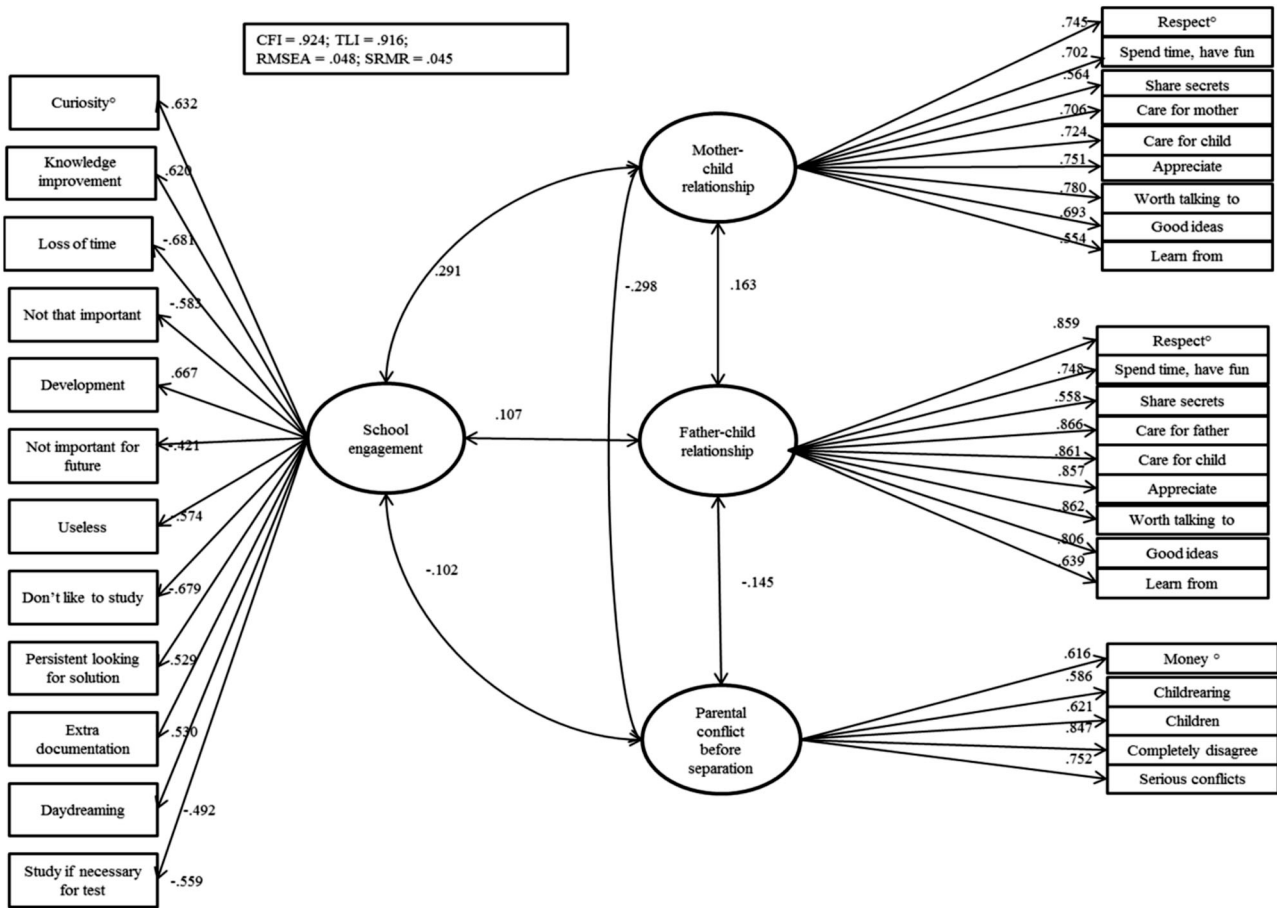 CFI = .924; TLI = .916;
RMSEA = .048; SRMR = .045
Curiosity°
.632
Knowledge
improvement
.620
Loss of time
-.681
Not that important
-.583
Development
.667
Not important for
future
-.421
Useless
-.574
Don't like to study
-.679
Persistent looking
for solution
.529
Extra
documentation
.530
Daydreaming
-.492
Study if necessary
for test
-.559
School
engagement
.291
.107
-.102
Mother-
child
relationship
-.298
.163
Father-child
relationship
-.145
Parental
conflict
before
separation
.745
Respect°
.702
Spend time, have fun
.564
Share secrets
.706
Care for mother
.724
Care for child
.751
Appreciate
.780
Worth talking to
.693
Good ideas
.554
Learn from
.859
Respect°
.748
Spend time, have fun
.558
Share secrets
.866
Care for father
.861
Care for child
.857
Appreciate
.862
Worth talking to
.806
Good ideas
.639
Learn from
.616
Money °
.586
Childrearing
.621
Children
.847
Completely disagree
.752
Serious conflicts